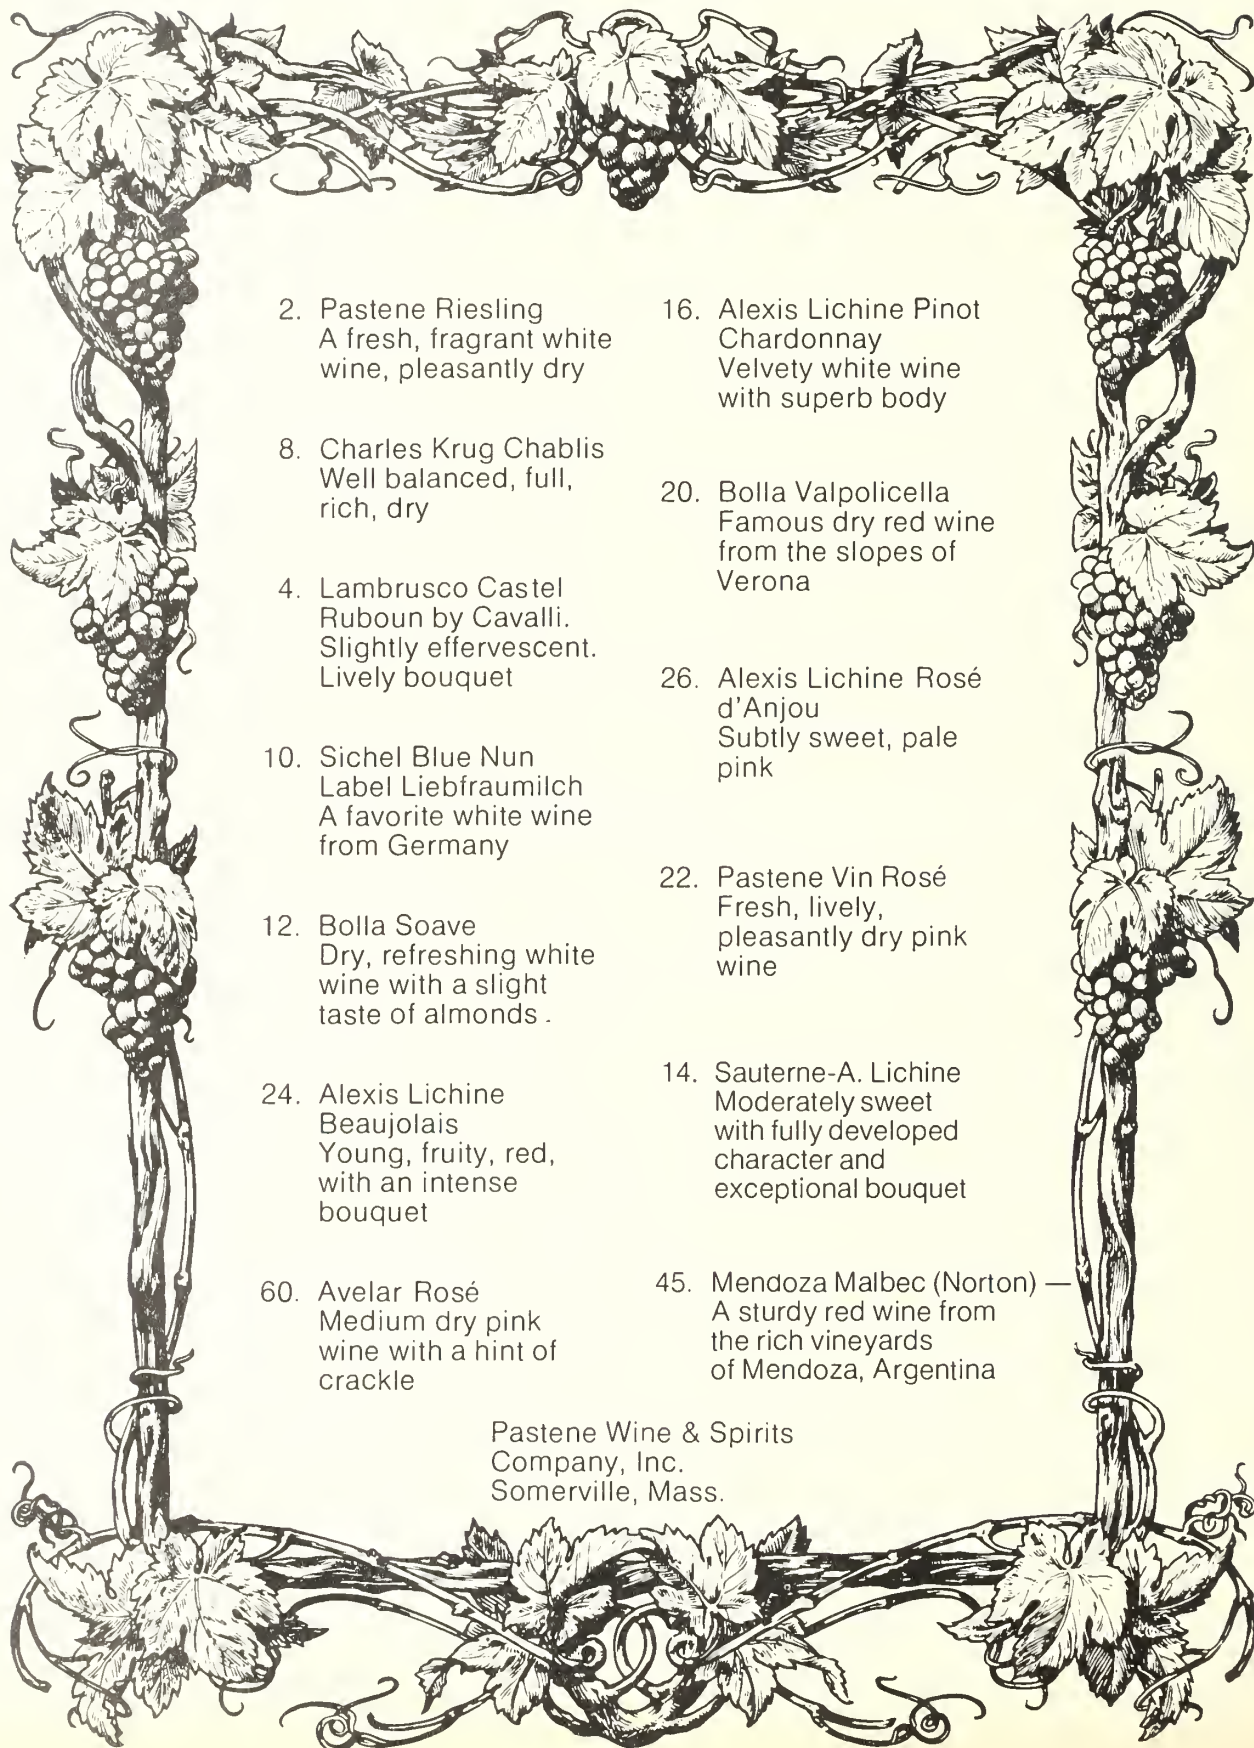 2. Pastene Riesling
A fresh, fragrant white
wine, pleasantly dry
8. Charles Krug Chablis
Well balanced, full,
rich, dry
4. Lambrusco Castel
Ruboun by Cavalli.
Slightly effervescent.
Lively bouquet
10. Sichel Blue Nun
Label Liebfraumilch
A favorite white wine
from Germany
12. Bolla Soave
Dry, refreshing white
wine with a slight
taste of almonds .
24. Alexis Lichine
Beaujolais
Young, fruity, red,
with an intense
bouquet
60. Avelar Rosé
Medium dry pink
wine with a hint of
crackle
16. Alexis Lichine Pinot
Chardonnay
Velvety white wine
with superb body
20. Bolla Valpolicella
Famous dry red wine
from the slopes of
Verona
26. Alexis Lichine Rosé
d'Anjou
Subtly sweet, pale
pink
22. Pastene Vin Rosé
Fresh, lively,
pleasantly dry pink
wine
14. Sauterne-A. Lichine
Moderately sweet
with fully developed
character and
exceptional bouquet
45. Mendoza Malbec (Norton) —
A sturdy red wine from
the rich vineyards
of Mendoza, Argentina
Pastene Wine & Spirits
Company, Inc.
Somerville, Mass.